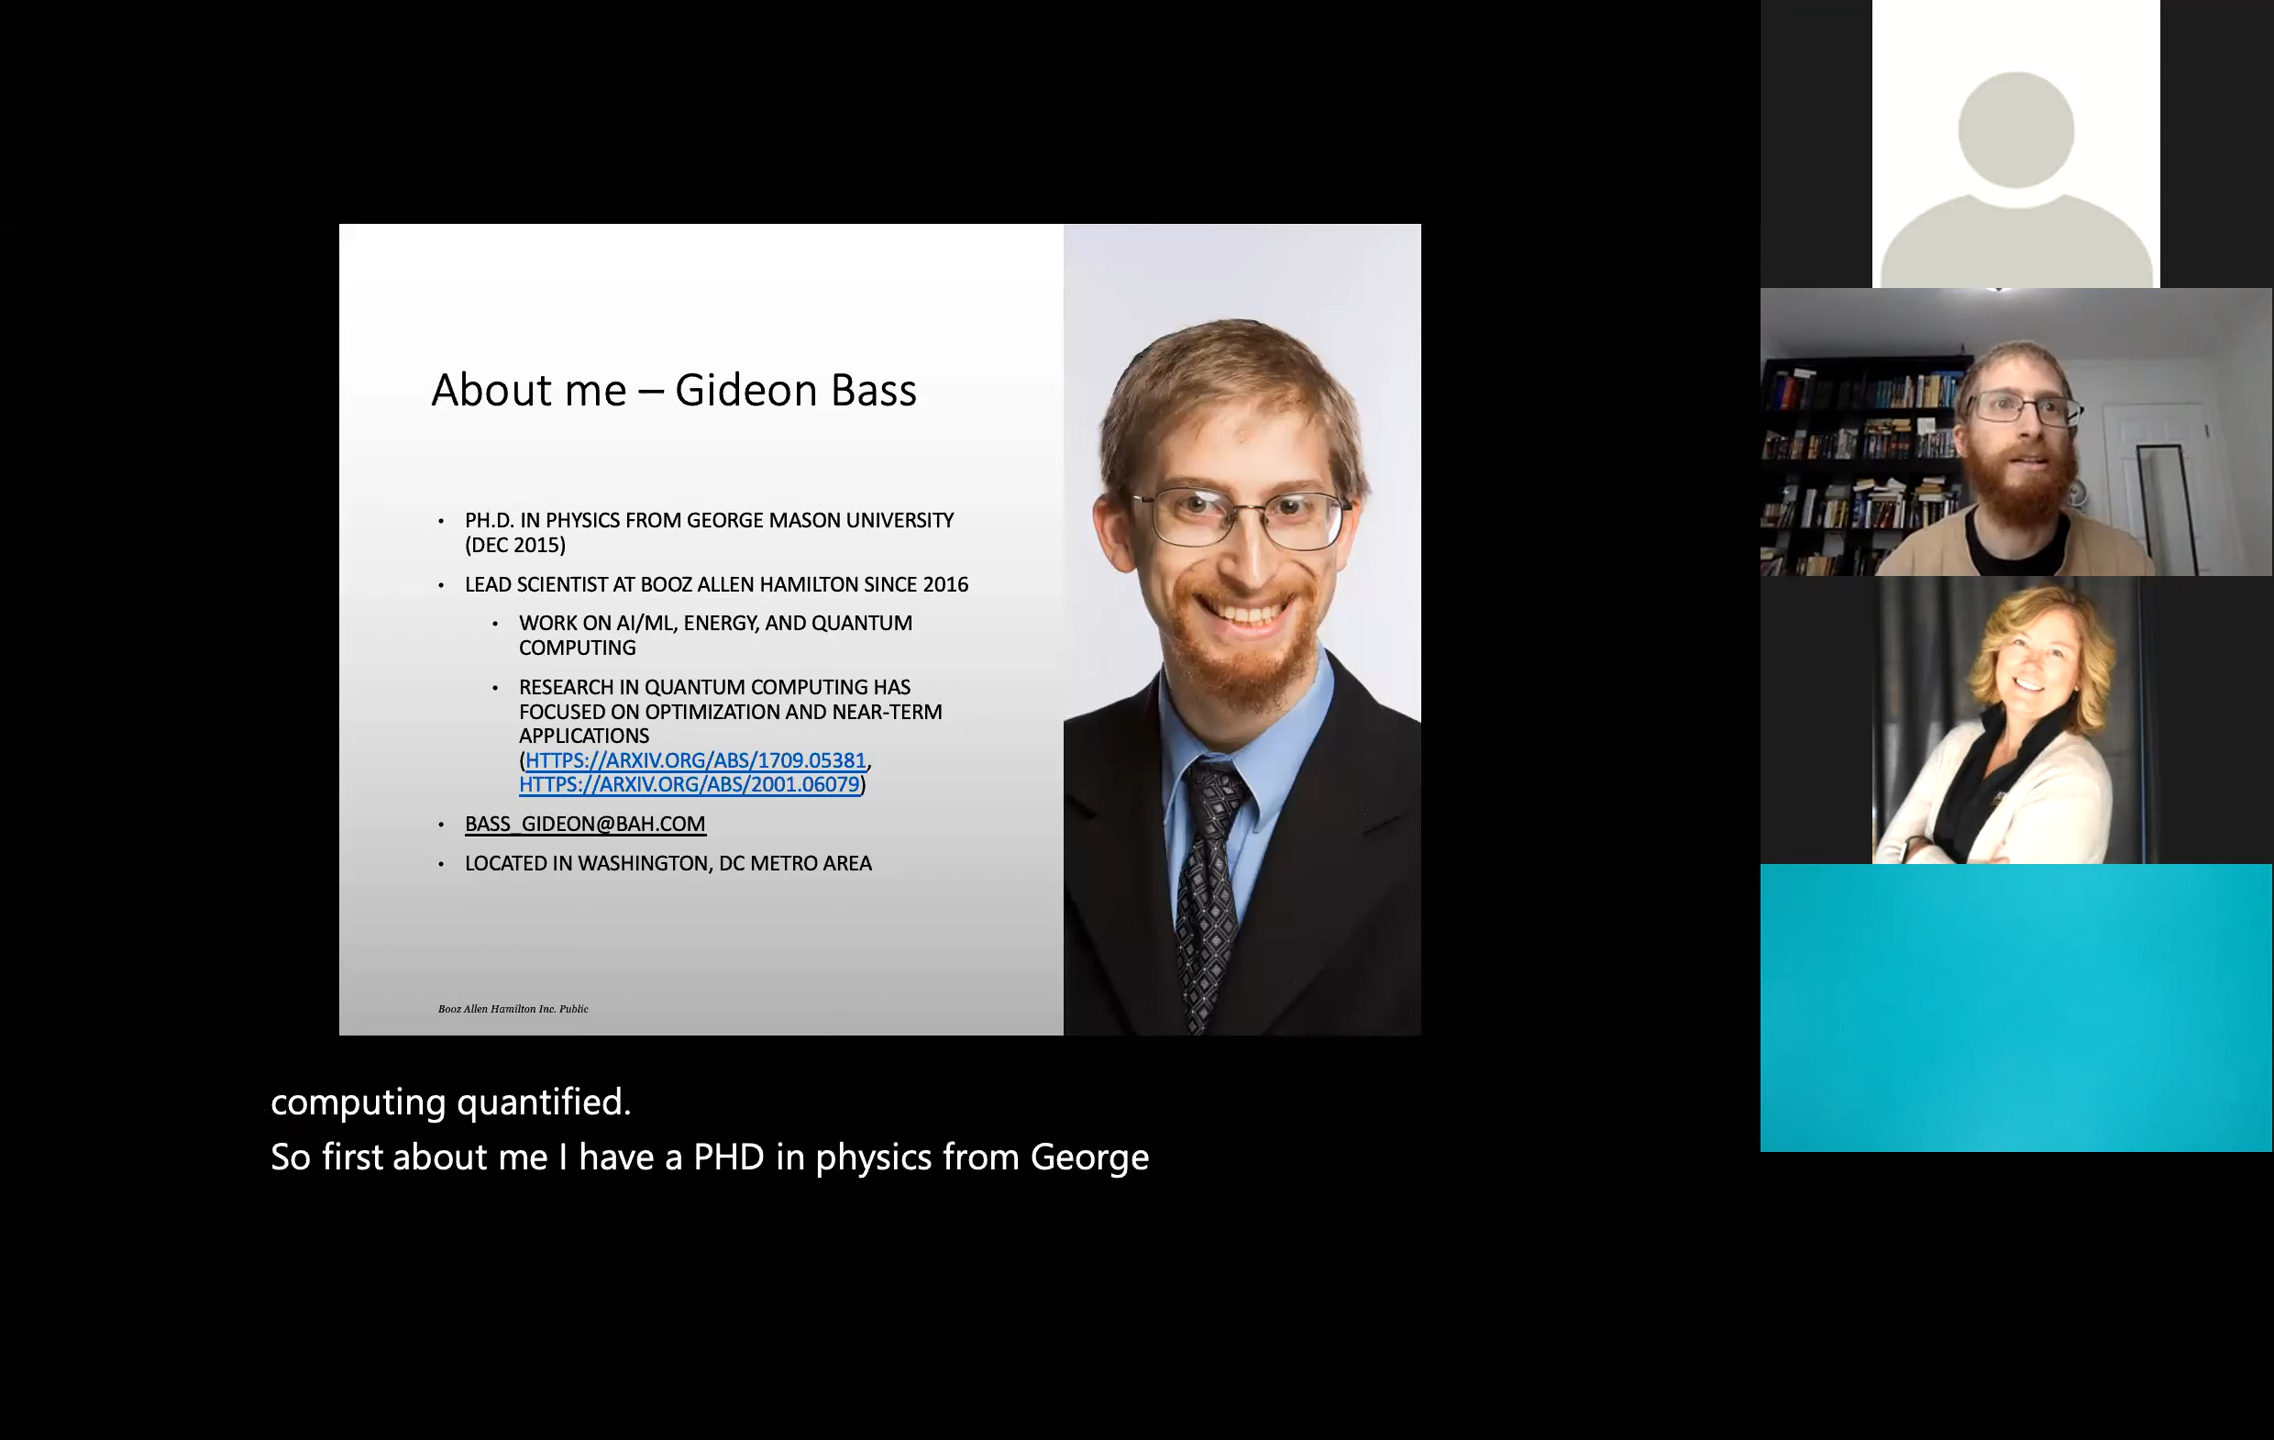 About me – Gideon Bass
• PH.D. IN PHYSICS FROM GEORGE MASON UNIVERSITY
(DEC 2015)
• LEAD SCIENTIST AT BOOZ ALLEN HAMILTON SINCE 2016
• WORK ON AI/ML, ENERGY, AND QUANTUM
COMPUTING
• RESEARCH IN QUANTUM COMPUTING HAS
FOCUSED ON OPTIMIZATION AND NEAR-TERM
APPLICATIONS
(HTTPS://ARXIV.ORG/ABS/1709.05381,
HTTPS://ARXIV.ORG/ABS/2001.06079)
• BASS_GIDEON@BAH.COM
• LOCATED IN WASHINGTON, DC METRO AREA
Booz Allen Hamilton Inc. Public
computing quantified.
So first about me I have a PHD in physics from George